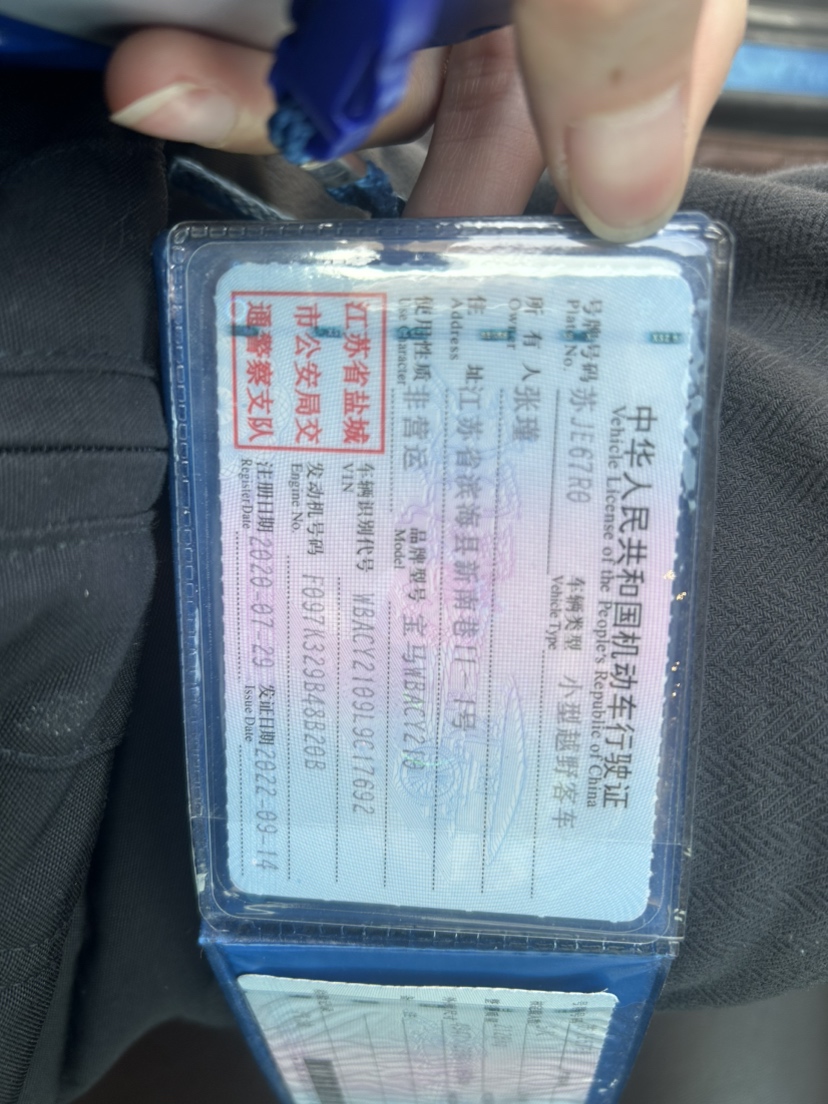 中华人民共和国机动车行驶证
Vehicle License of the People's Republic of China
号牌号码 苏JE67R0 车辆类型 小型越野客车
Plate No. Vehicle Type
所有人 张瑾
Owner
住址 江苏省滨海县新南巷11-1号
Address
使用性质 非营运 品牌型号 宝马WBACY210
Use Character Model
江苏省盐城
市公安局交
通警察支队
车辆识别代号 WBACY2109L9C17692
VIN
发动机号码 F097K329B48B20B
Engine No.
注册日期 2020-07-29 发证日期 2022-09-14
Register Date Issue Date